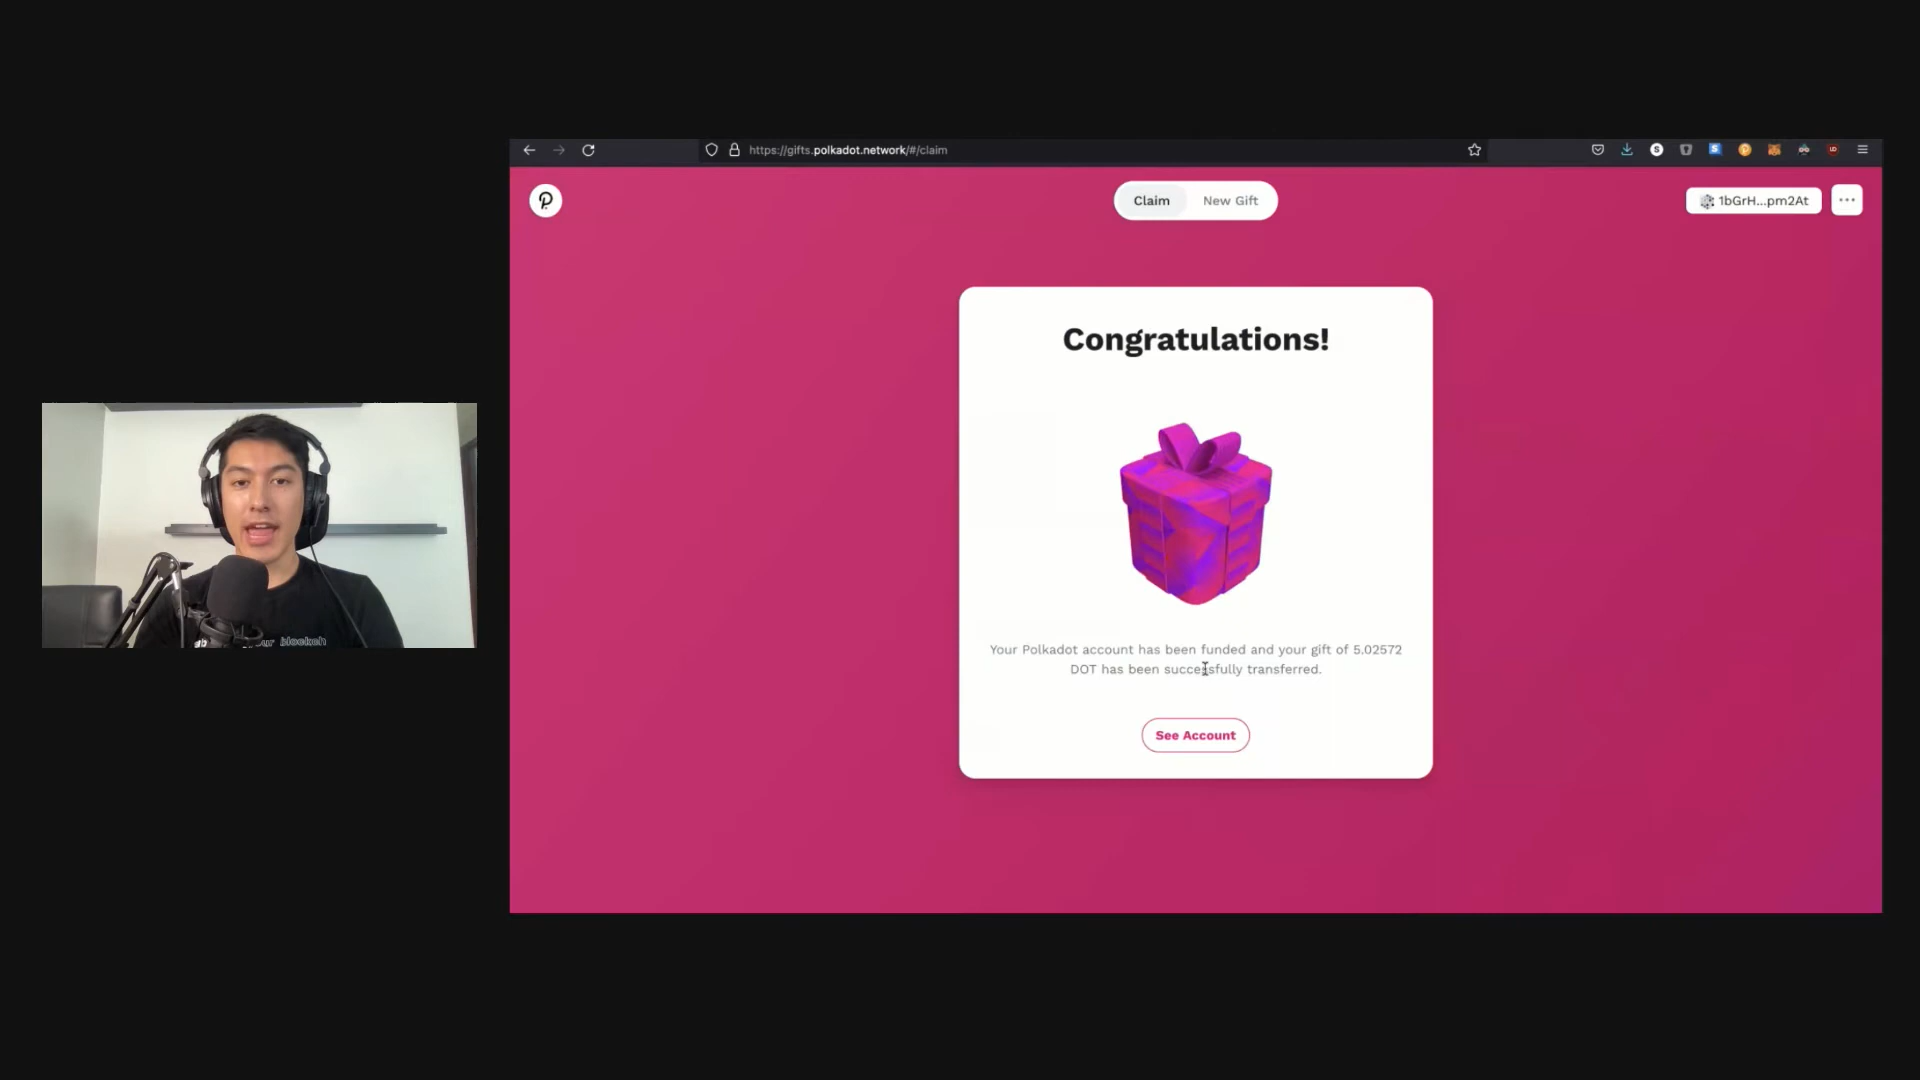 https://gifts.polkadot.network/#/claim
Claim
New Gift
1bGrH...pm2At
Congratulations!
Your Polkadot account has been funded and your gift of 5.02572
DOT has been successfully transferred.
See Account